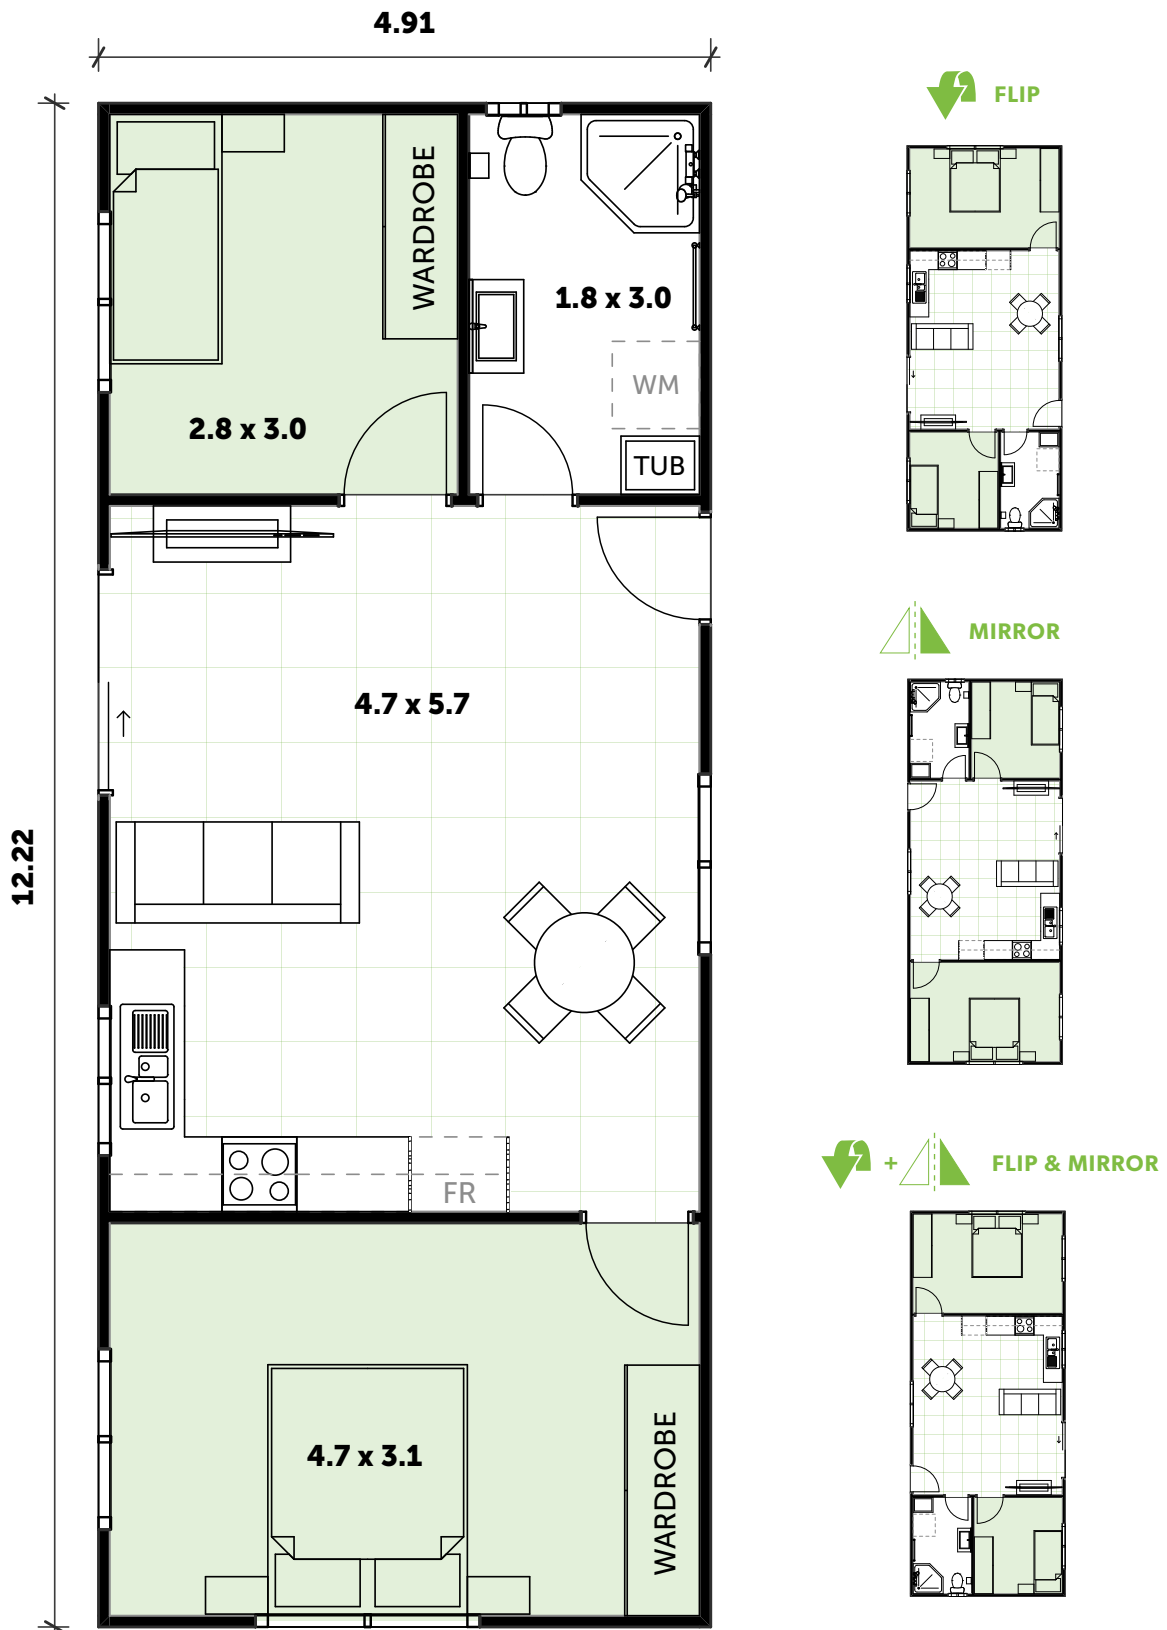 4.91
12.22
WARDROBE
1.8 x 3.0
WM
2.8 x 3.0
TUB
4.7 x 5.7
FR
4.7 x 3.1
WARDROBE
FLIP
MIRROR
+
FLIP & MIRROR